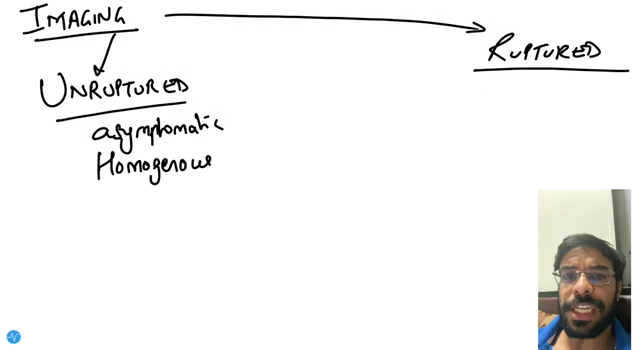 IMAGING
RUPTURED
UNRUPTURED
asymptomatic
Homogenous